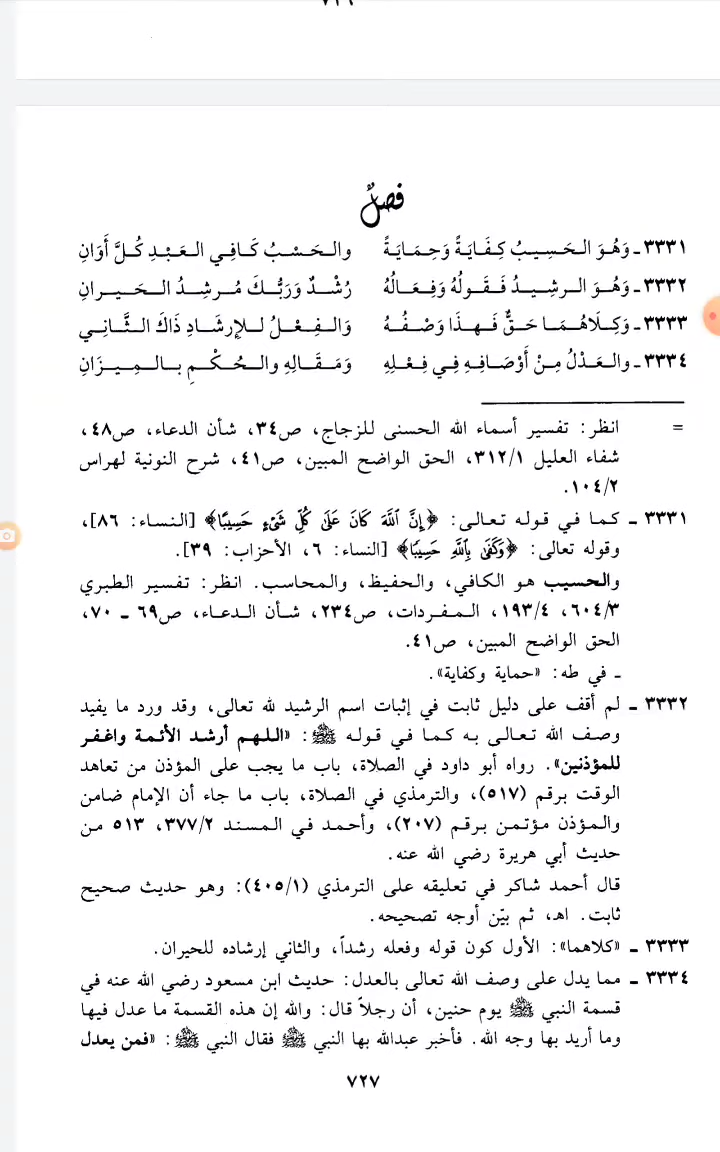 فصلٌ
٣٣٣١ ـ وَهُوَ الـحَسِيبُ كِفَايَةً وَحِمَايَةً والـحَسْبُ كَافِي العَبْدِ كُلَّ أَوَانِ
٣٣٣٢ ـ وَهُوَ الرشِيدُ فَقَولُهُ وَفِعَالُهُ رُشْدٌ وَرَبُّكَ مُرشِدُ الحَيرانِ
٣٣٣٣ ـ وَكِلَاهُمَا حَقٌّ فَهذَا وَصْفُهُ وَالفِعْلُ للإرشَادِ ذَاكَ الثَّانِي
٣٣٣٤ ـ والعَدْلُ مِنْ أَوْصَافِهِ فِي فِعْلِهِ وَمَقَالِهِ والحُكْمِ بالمِيزَانِ
= انظر: تفسير أسماء الله الحسنى للزجاج، ص٣٤، شأن الدعاء، ص٤٨،
شفاء العليل ٣١٢/١، الحق الواضح المبين، ص٤١، شرح النونية لهراس
١٠٤/٢.
٣٣٣١ ـ كما في قوله تعالى: ﴿إِنَّ ٱللَّهَ كَانَ عَلَىٰ كُلِّ شَىْءٍ حَسِيبًا﴾ [النساء: ٨٦]،
وقوله تعالى: ﴿وَكَفَىٰ بِٱللَّهِ حَسِيبًا﴾ [النساء: ٦، الأحزاب: ٣٩].
والحسيب هو الكافي، والحفيظ، والمحاسب. انظر: تفسير الطبري
٦٠٤/٣، ١٩٣/٤، المفردات، ص٢٣٤، شأن الدعاء، ص٦٩ ـ ٧٠،
الحق الواضح المبين، ص٤١.
ـ في طه: «حماية وكفاية».
٣٣٣٢ ـ لم أقف على دليل ثابت في إثبات اسم الرشيد لله تعالى، وقد ورد ما يفيد
وصف الله تعالى به كما في قوله ﷺ: «اللهم أرشد الأئمة واغفر
للمؤذنين». رواه أبو داود في الصلاة، باب ما يجب على المؤذن من تعاهد
الوقت برقم (٥١٧)، والترمذي في الصلاة، باب ما جاء أن الإمام ضامن
والمؤذن مؤتمن برقم (٢٠٧)، وأحمد في المسند ٣٧٧/٢، ٥١٣ من
حديث أبي هريرة رضي الله عنه.
قال أحمد شاكر في تعليقه على الترمذي (٤٠٥/١): وهو حديث صحيح
ثابت. اهـ، ثم بيّن أوجه تصحيحه.
٣٣٣٣ ـ «كلاهما»: الأول كون قوله وفعله رشداً، والثاني إرشاده للحيران.
٣٣٣٤ ـ مما يدل على وصف الله تعالى بالعدل: حديث ابن مسعود رضي الله عنه في
قسمة النبي ﷺ يوم حنين، أن رجلاً قال: والله إن هذه القسمة ما عدل فيها
وما أريد بها وجه الله. فأخبر عبدالله بها النبي ﷺ فقال النبي ﷺ: «فمن يعدل
٧٢٧